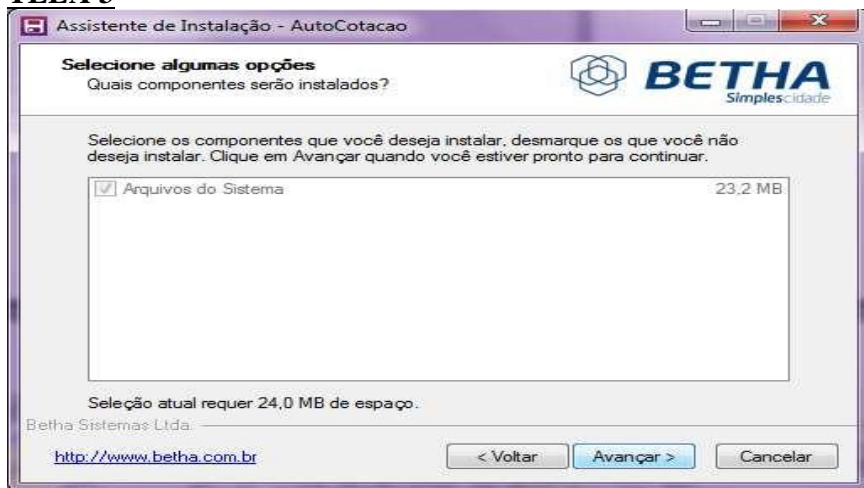 TELA 5
Assistente de Instalação - AutoCotacao
Selecione algumas opções
Quais componentes serão instalados?
BETHA
Simplescidade
Selecione os componentes que você deseja instalar, desmarque os que você não
deseja instalar. Clique em Avançar quando você estiver pronto para continuar.
Arquivos do Sistema 23,2 MB
Seleção atual requer 24,0 MB de espaço.
Betha Sistemas Ltda.
http://www.betha.com.br
< Voltar Avançar > Cancelar